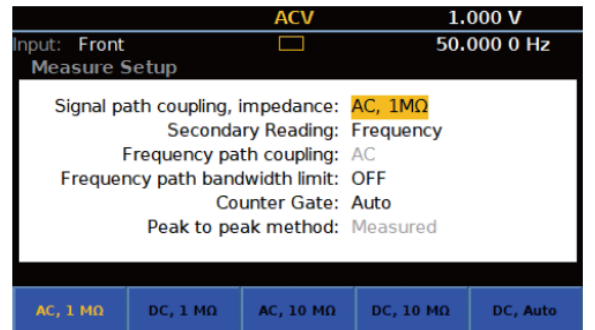 ACV 1.000 V
Input: Front 50.000 0 Hz
Measure Setup
Signal path coupling, impedance: AC, 1MΩ
Secondary Reading: Frequency
Frequency path coupling: AC
Frequency path bandwidth limit: OFF
Counter Gate: Auto
Peak to peak method: Measured
AC, 1 MΩ DC, 1 MΩ AC, 10 MΩ DC, 10 MΩ DC, Auto